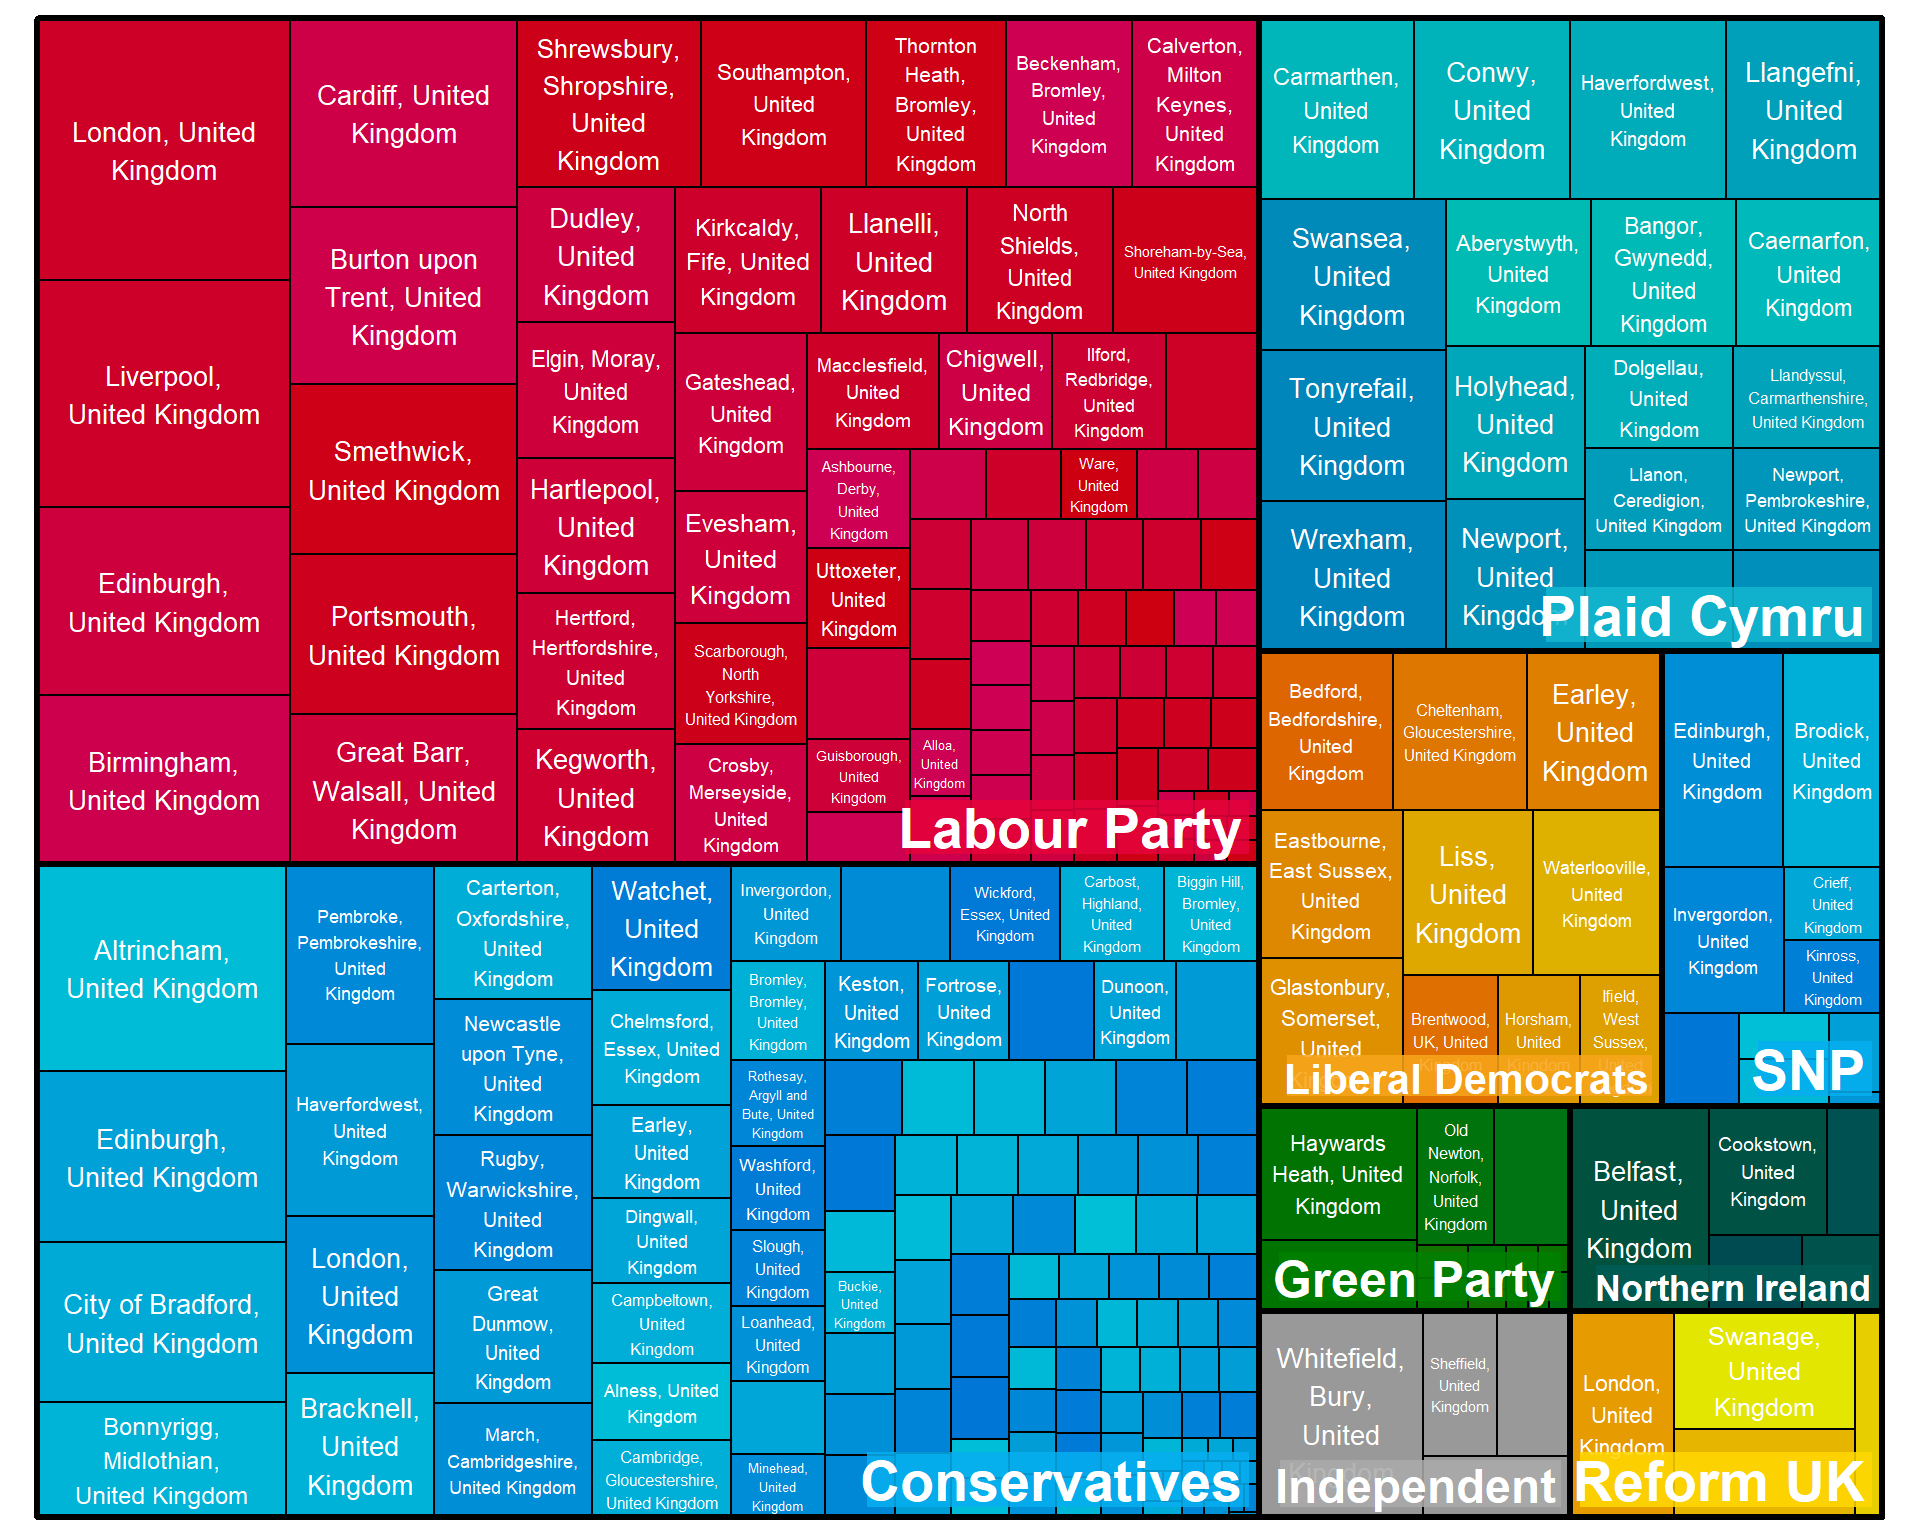 London, United
Kingdom
Liverpool,
United Kingdom
Edinburgh,
United Kingdom
Birmingham,
United Kingdom
Cardiff, United
Kingdom
Burton upon
Trent, United
Kingdom
Smethwick,
United Kingdom
Portsmouth,
United Kingdom
Great Barr,
Walsall, United
Kingdom
Shrewsbury,
Shropshire,
United
Kingdom
Southampton,
United
Kingdom
Thornton
Heath,
Bromley,
United
Kingdom
Beckenham,
Bromley,
United
Kingdom
Calverton,
Milton
Keynes,
United
Kingdom
Dudley,
United
Kingdom
Elgin, Moray,
United
Kingdom
Hartlepool,
United
Kingdom
Hertford,
Hertfordshire,
United
Kingdom
Kegworth,
United
Kingdom
Kirkcaldy,
Fife, United
Kingdom
Llanelli,
United
Kingdom
North
Shields,
United
Kingdom
Shoreham-by-Sea,
United Kingdom
Gateshead,
United
Kingdom
Evesham,
United
Kingdom
Scarborough,
North
Yorkshire,
United Kingdom
Crosby,
Merseyside,
United
Kingdom
Macclesfield,
United
Kingdom
Chigwell,
United
Kingdom
Ilford,
Redbridge,
United
Kingdom
Ashbourne,
Derby,
United
Kingdom
Ware,
United
Kingdom
Uttoxeter,
United
Kingdom
Guisborough,
United
Kingdom
Alloa,
United
Kingdom
Labour Party
Carmarthen,
United
Kingdom
Conwy,
United
Kingdom
Haverfordwest,
United
Kingdom
Llangefni,
United
Kingdom
Swansea,
United
Kingdom
Tonyrefail,
United
Kingdom
Wrexham,
United
Kingdom
Aberystwyth,
United
Kingdom
Bangor,
Gwynedd,
United
Kingdom
Caernarfon,
United
Kingdom
Holyhead,
United
Kingdom
Newport,
United
Kingdom
Dolgellau,
United
Kingdom
Llandyssul,
Carmarthenshire,
United Kingdom
Llanon,
Ceredigion,
United Kingdom
Newport,
Pembrokeshire,
United Kingdom
Plaid Cymru
Bedford,
Bedfordshire,
United
Kingdom
Cheltenham,
Gloucestershire,
United Kingdom
Earley,
United
Kingdom
Eastbourne,
East Sussex,
United
Kingdom
Liss,
United
Kingdom
Waterlooville,
United
Kingdom
Glastonbury,
Somerset,
United
Kingdom
Brentwood,
UK, United
Kingdom
Horsham,
United
Kingdom
Ifield,
West
Sussex,
United
Liberal Democrats
Edinburgh,
United
Kingdom
Brodick,
United
Kingdom
Invergordon,
United
Kingdom
Crieff,
United
Kingdom
Kinross,
United
Kingdom
SNP
Altrincham,
United Kingdom
Edinburgh,
United Kingdom
City of Bradford,
United Kingdom
Bonnyrigg,
Midlothian,
United Kingdom
Pembroke,
Pembrokeshire,
United
Kingdom
Haverfordwest,
United
Kingdom
London,
United
Kingdom
Bracknell,
United
Kingdom
Carterton,
Oxfordshire,
United
Kingdom
Newcastle
upon Tyne,
United
Kingdom
Rugby,
Warwickshire,
United
Kingdom
Great
Dunmow,
United
Kingdom
March,
Cambridgeshire,
United Kingdom
Watchet,
United
Kingdom
Chelmsford,
Essex, United
Kingdom
Earley,
United
Kingdom
Dingwall,
United
Kingdom
Campbeltown,
United
Kingdom
Alness, United
Kingdom
Cambridge,
Gloucestershire,
United Kingdom
Invergordon,
United
Kingdom
Wickford,
Essex, United
Kingdom
Carbost,
Highland,
United
Kingdom
Biggin Hill,
Bromley,
United
Kingdom
Bromley,
Bromley,
United
Kingdom
Keston,
United
Kingdom
Fortrose,
United
Kingdom
Dunoon,
United
Kingdom
Rothesay,
Argyll and
Bute, United
Kingdom
Washford,
United
Kingdom
Slough,
United
Kingdom
Loanhead,
United
Kingdom
Minehead,
United
Kingdom
Buckie,
United
Kingdom
Conservatives
Haywards
Heath, United
Kingdom
Old
Newton,
Norfolk,
United
Kingdom
Green Party
Belfast,
United
Kingdom
Cookstown,
United
Kingdom
Northern Ireland
Whitefield,
Bury,
United
Kingdom
Sheffield,
United
Kingdom
Independent
London,
United
Kingdom
Swanage,
United
Kingdom
Reform UK